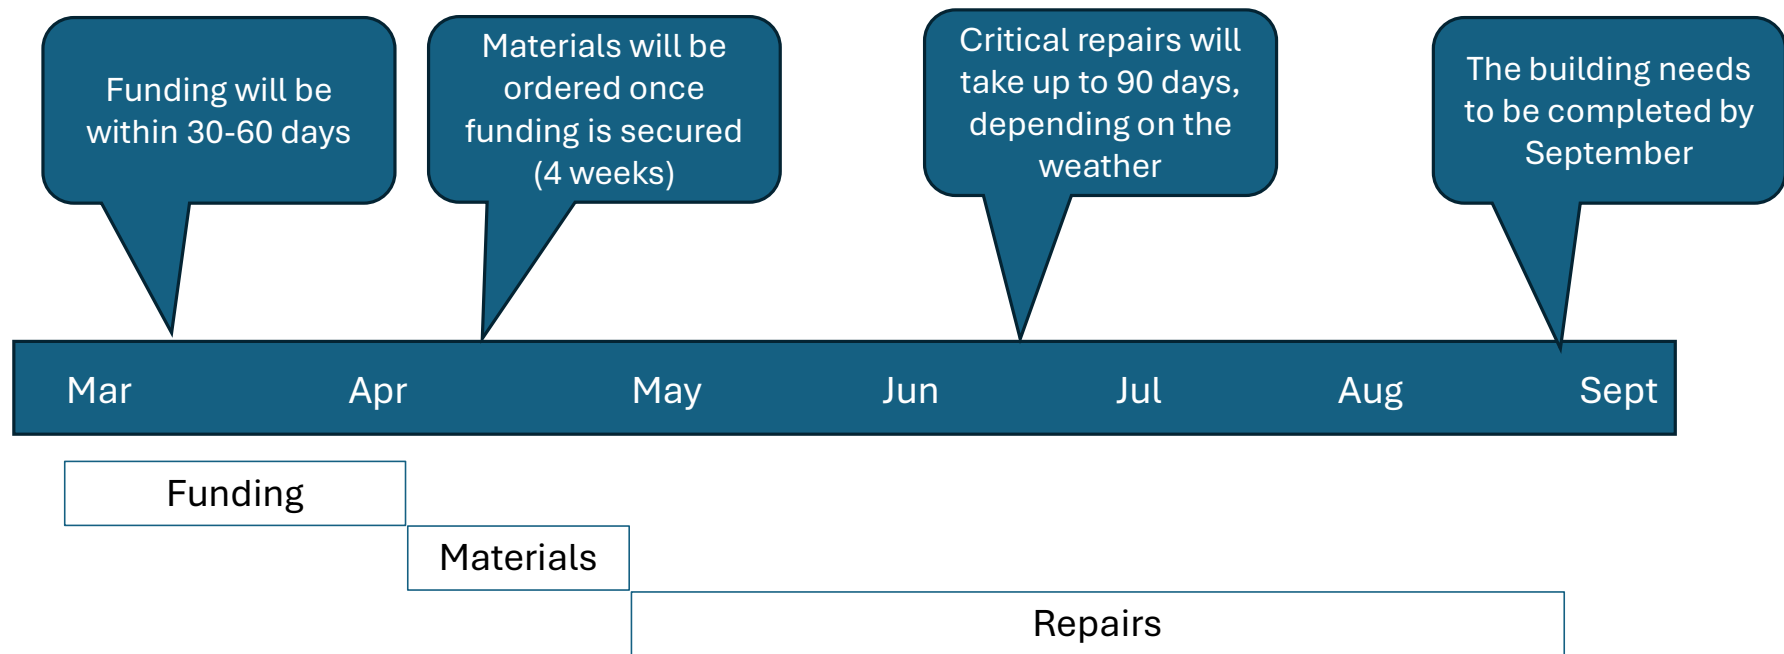 Funding will be
within 30-60 days
Materials will be
ordered once
funding is secured
(4 weeks)
Critical repairs will
take up to 90 days,
depending on the
weather
The building needs
to be completed by
September
Mar Apr May Jun Jul Aug Sept
Funding
Materials
Repairs